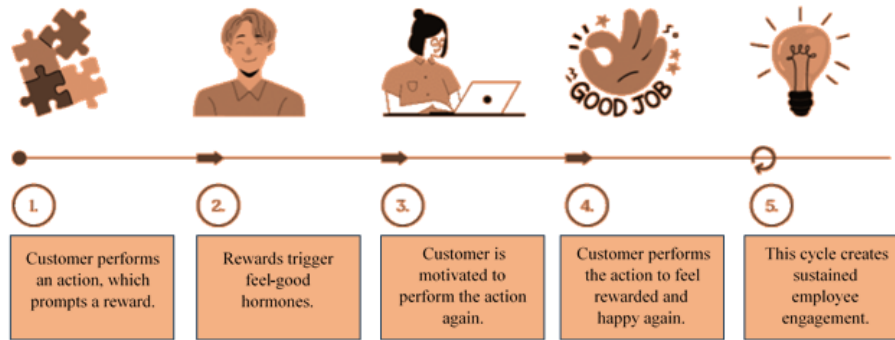 GOOD JOB
1.
2.
3.
4.
5.
Customer performs
an action, which
prompts a reward.
Rewards trigger
feel-good
hormones.
Customer is
motivated to
perform the action
again.
Customer performs
the action to feel
rewarded and
happy again.
This cycle creates
sustained
employee
engagement.